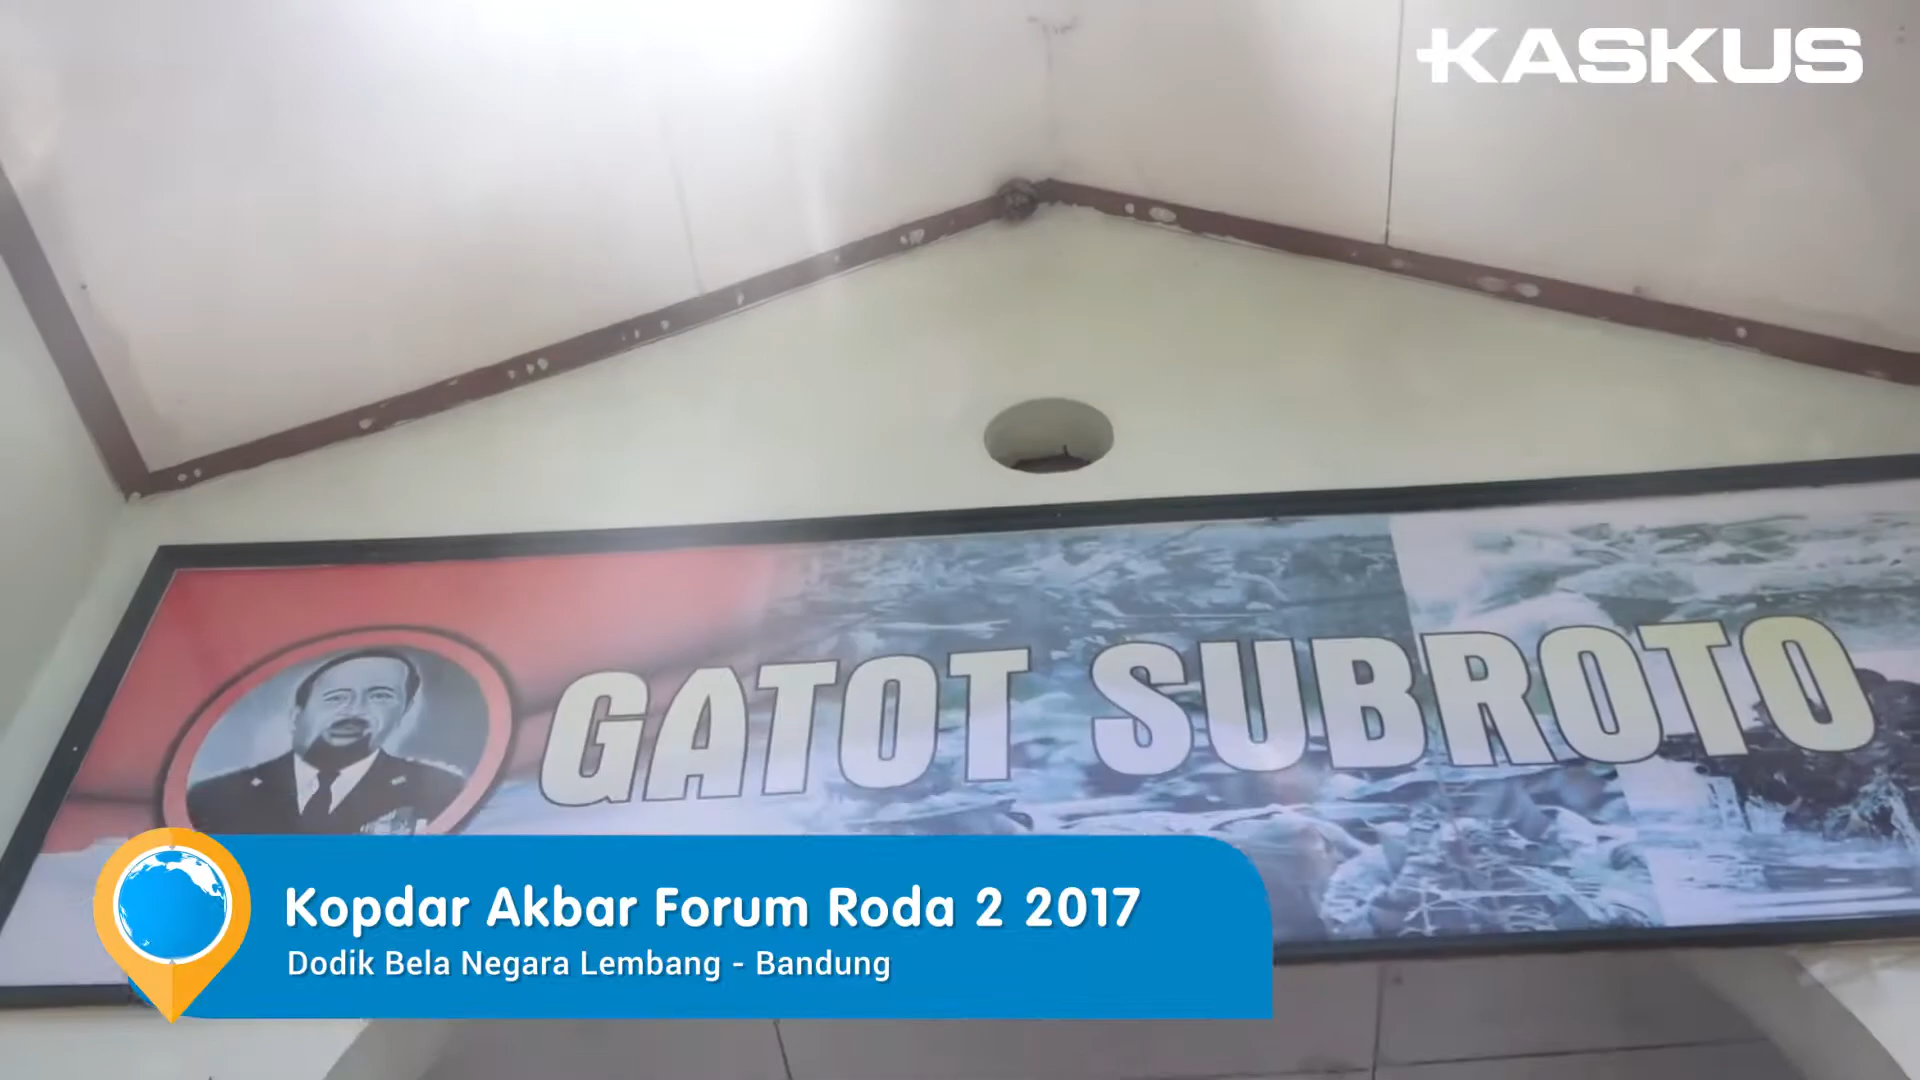 KASKUS
GATOT SUBROTO
Kopdar Akbar Forum Roda 2 2017
Dodik Bela Negara Lembang - Bandung